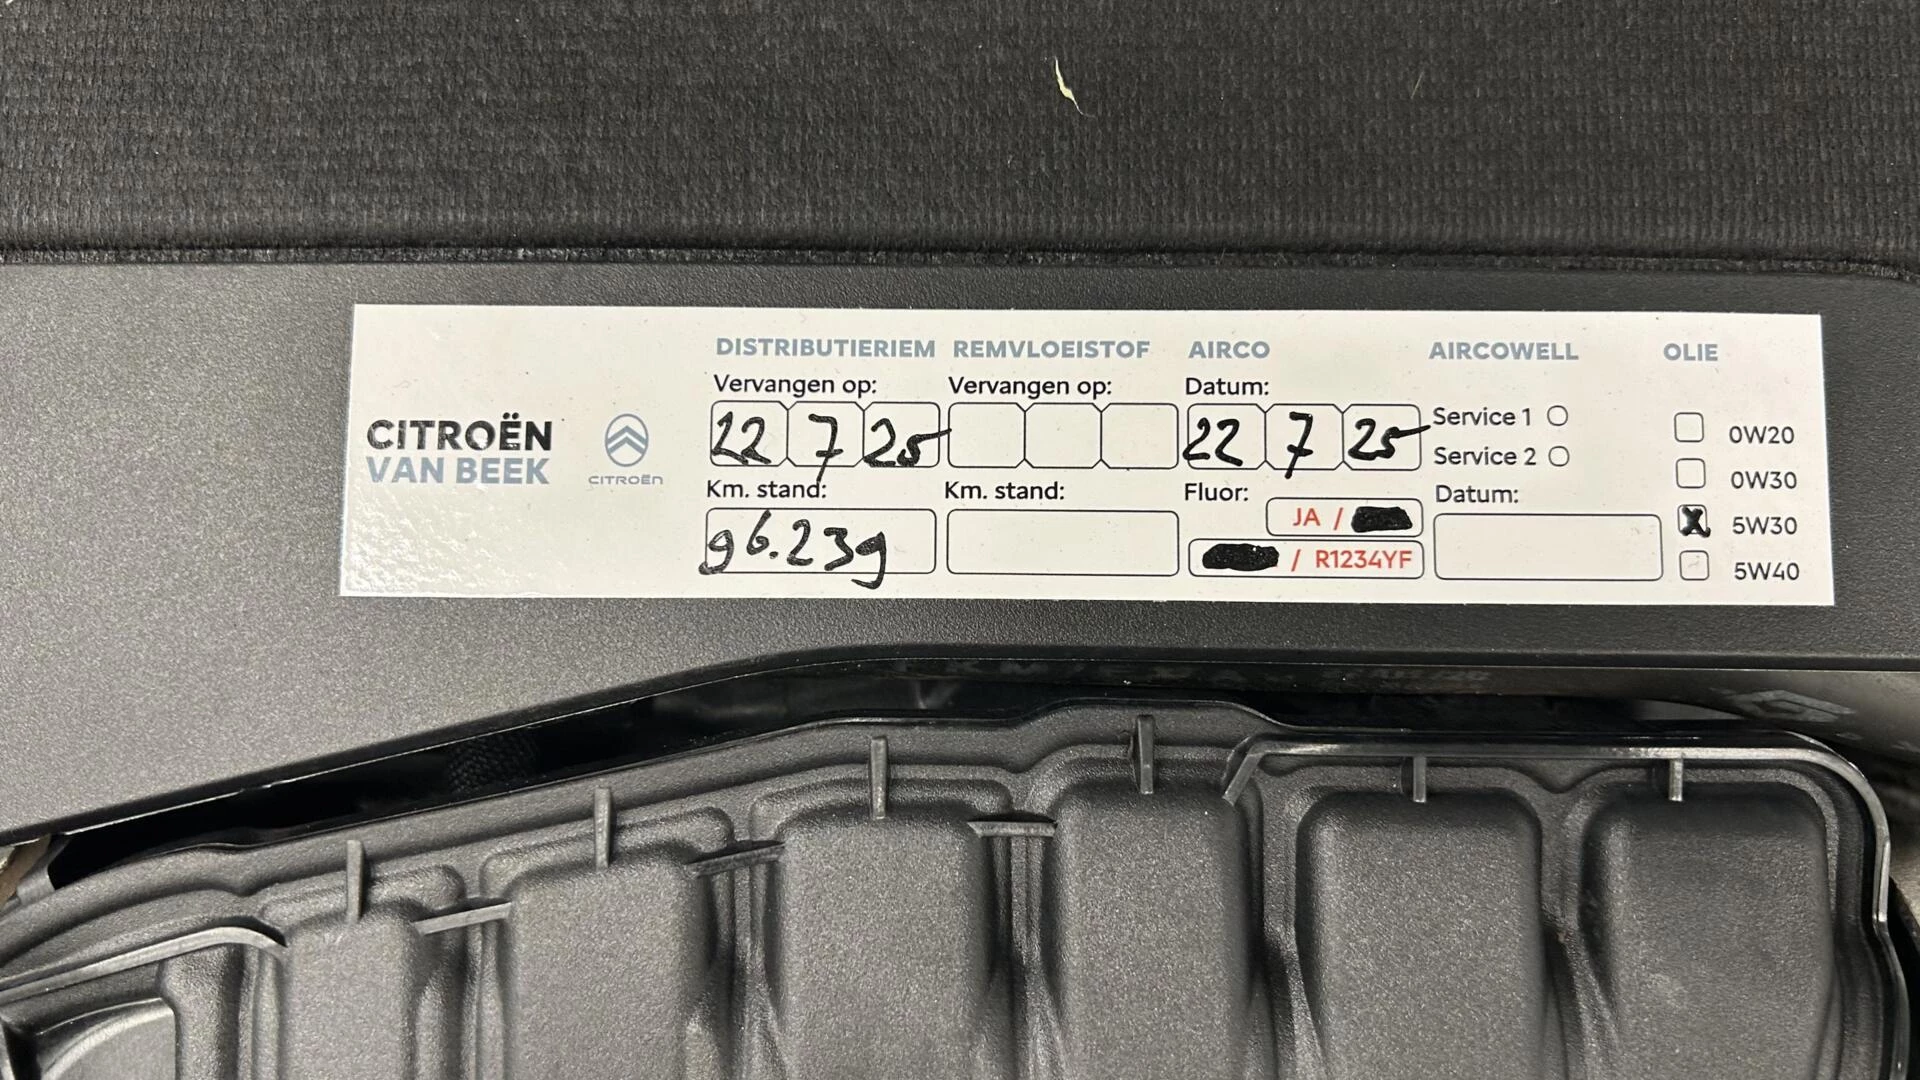 DISTRIBUTIERIEM REMVLOEISTOF AIRCO AIRCOWELL OLIE
Vervangen op: Vervangen op: Datum:
22 7 25 22 7 25
Service 1
Service 2
Km. stand: Km. stand: Fluor: Datum:
96.239
JA /
/ R1234YF
0W20
0W30
X 5W30
5W40
CITROËN
VAN BEEK
CITROËN